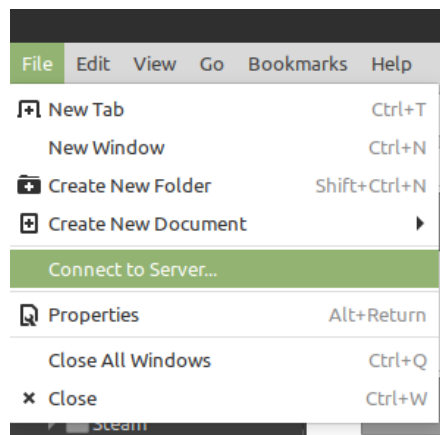 File Edit View Go Bookmarks Help
New Tab Ctrl+T
New Window Ctrl+N
Create New Folder Shift+Ctrl+N
Create New Document
Connect to Server...
Properties Alt+Return
Close All Windows Ctrl+Q
Close Ctrl+W
Steam